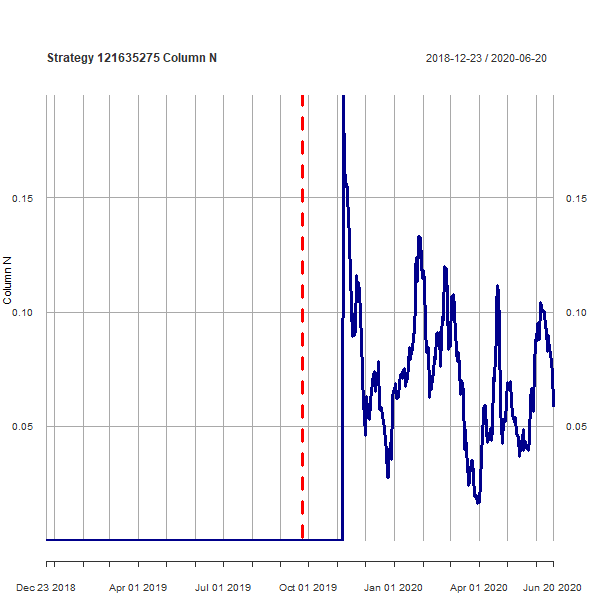 Strategy 121635275 Column N
2018-12-23 / 2020-06-20
0.15
0.15
Column N
0.10
0.10
0.05
0.05
Dec 23 2018
Apr 01 2019
Jul 01 2019
Oct 01 2019
Jan 01 2020
Apr 01 2020
Jun 20 2020